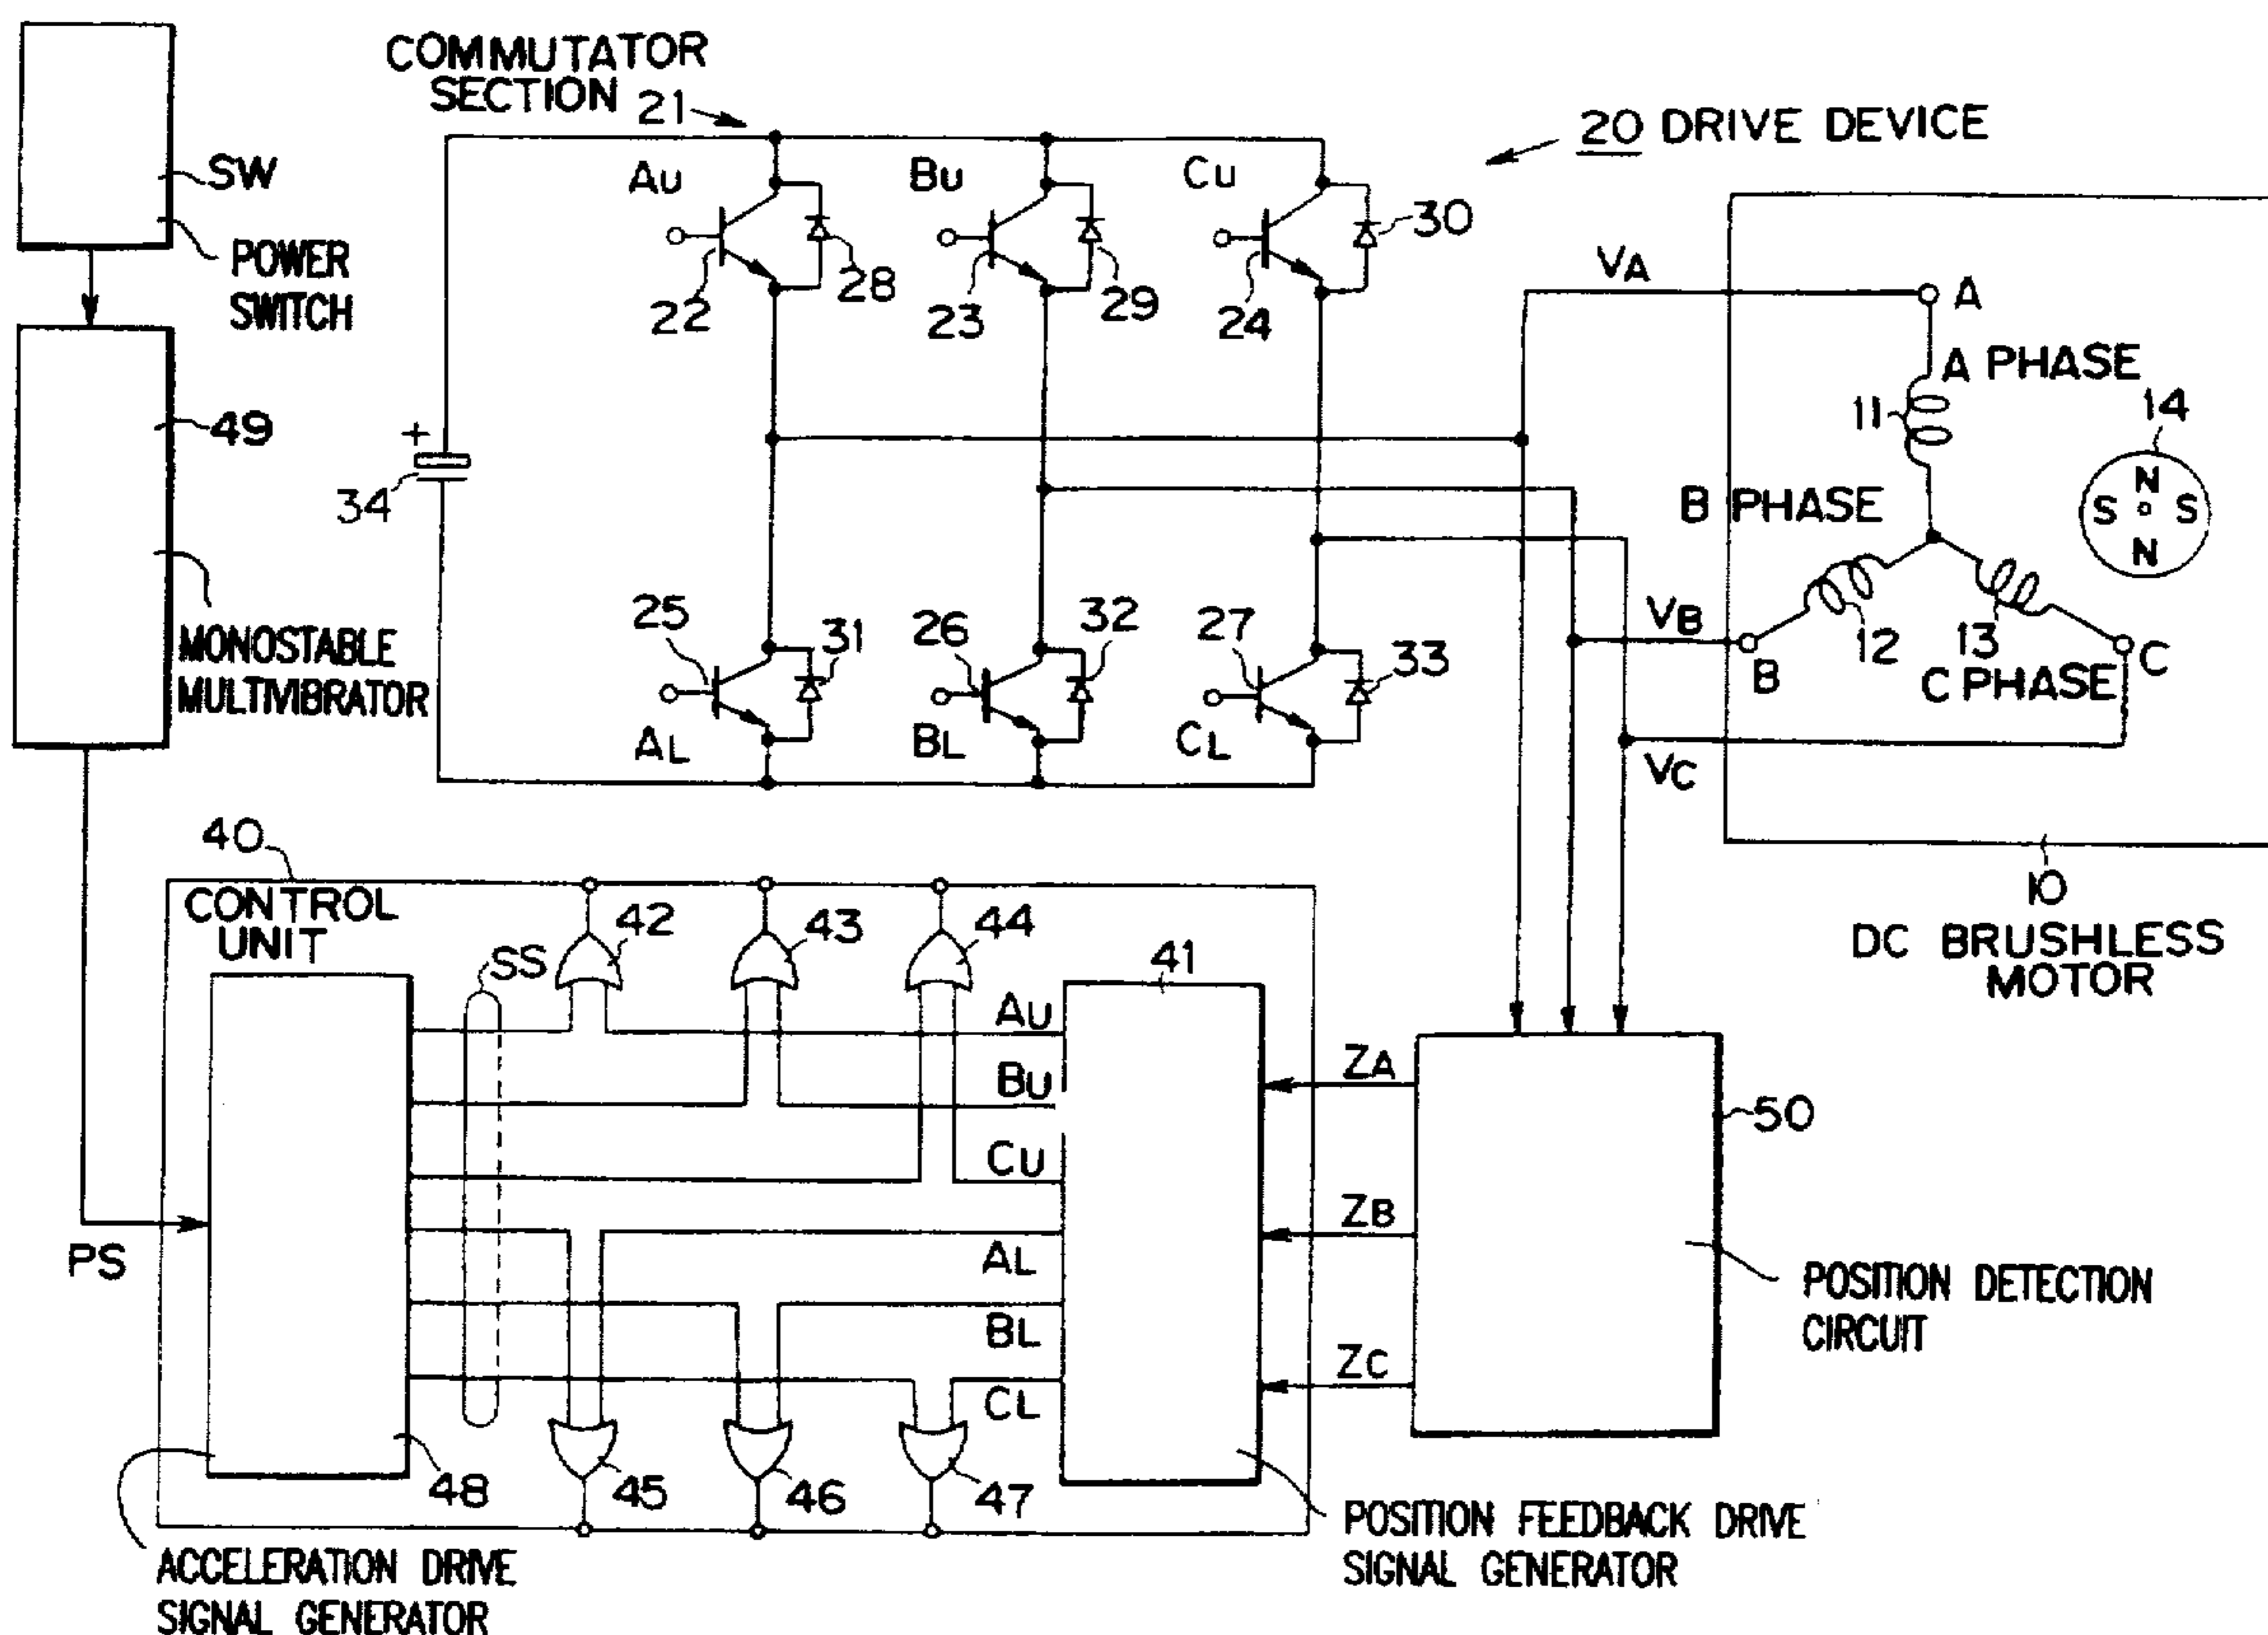 COMMUTATOR
SECTION 21
20 DRIVE DEVICE
SW
POWER
SWITCH
49
MONOSTABLE
MULTIVIBRATOR
PS
+
34
AU
BU
CU
22
28
23
29
24
30
25
31
26
32
27
33
AL
BL
CL
VA
A
A PHASE
11
14
N
S
S
N
B PHASE
VB
B
12
13
C
C PHASE
VC
10
DC BRUSHLESS
MOTOR
40
CONTROL
UNIT
SS
42
43
44
41
AU
BU
CU
AL
BL
CL
ZA
ZB
ZC
50
POSITION DETECTION
CIRCUIT
48
45
46
47
ACCELERATION DRIVE
SIGNAL GENERATOR
POSITION FEEDBACK DRIVE
SIGNAL GENERATOR